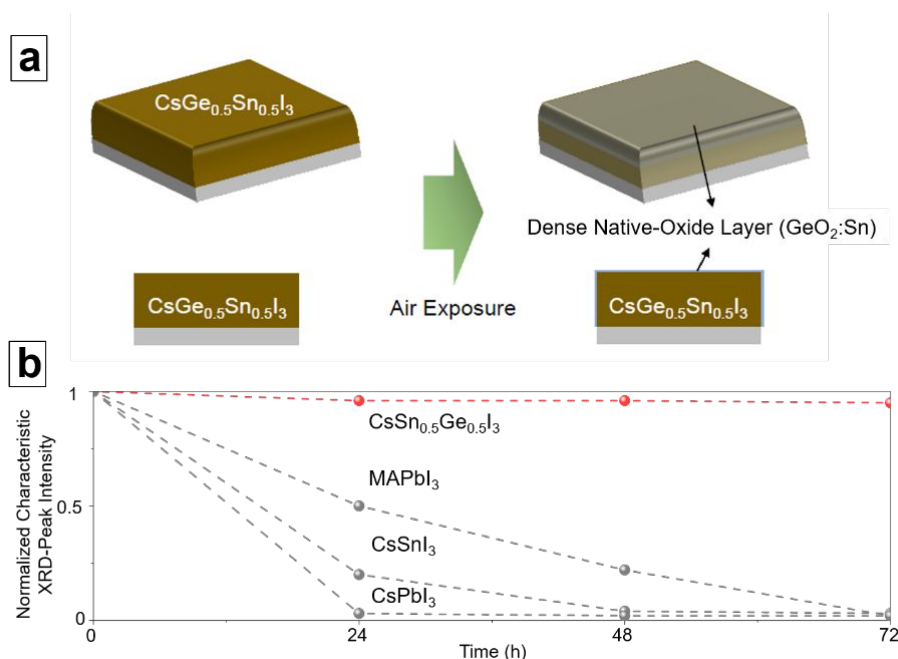 a
CsGe₀.₅Sn₀.₅I₃
Dense Native-Oxide Layer (GeO₂:Sn)
CsGe₀.₅Sn₀.₅I₃
Air Exposure
CsGe₀.₅Sn₀.₅I₃
b
Normalized Characteristic
XRD-Peak Intensity
1
0.5
0
CsSn₀.₅Ge₀.₅I₃
MAPbI₃
CsSnI₃
CsPbI₃
0
24
48
72
Time (h)